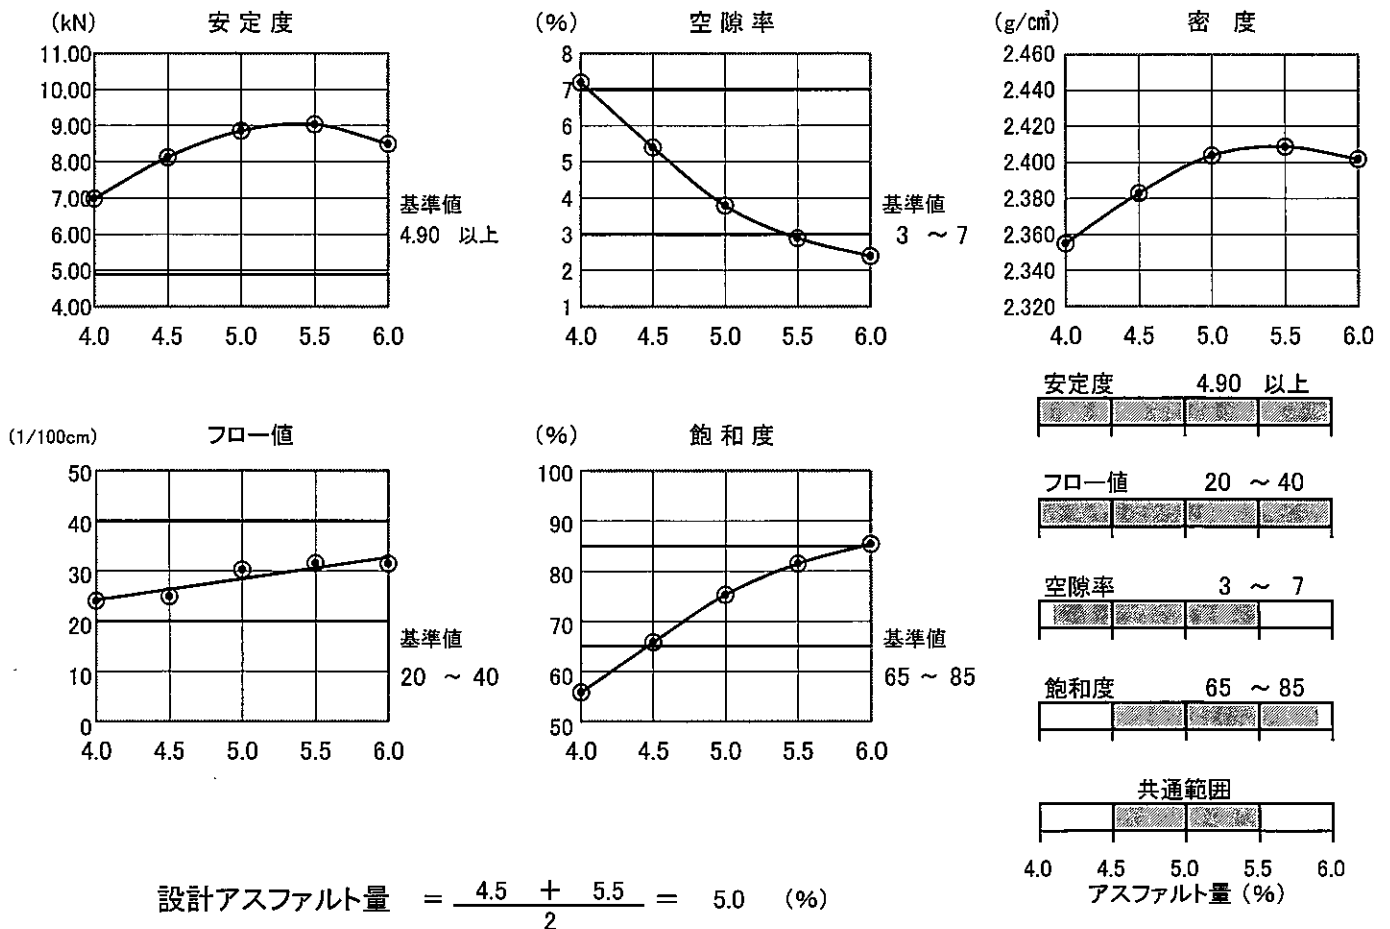 (kN) 安定度
11.00
10.00
9.00
8.00
7.00
6.00
5.00
4.00
4.0 4.5 5.0 5.5 6.0
基準値
4.90 以上
(%) 空隙率
8
7
6
5
4
3
2
1
4.0 4.5 5.0 5.5 6.0
基準値
3 ～ 7
(g/c㎥) 密 度
2.460
2.440
2.420
2.400
2.380
2.360
2.340
2.320
4.0 4.5 5.0 5.5 6.0
(1/100cm) フロー値
50
40
30
20
10
0
4.0 4.5 5.0 5.5 6.0
基準値
20 ～ 40
(%) 飽和度
100
90
80
70
60
50
4.0 4.5 5.0 5.5 6.0
基準値
65 ～ 85
安定度 4.90 以上
フロー値 20 ～ 40
空隙率 3 ～ 7
飽和度 65 ～ 85
共通範囲
4.0 4.5 5.0 5.5 6.0
アスファルト量 (%)
設計アスファルト量 = 4.5 + 5.5 / 2 = 5.0 (%)